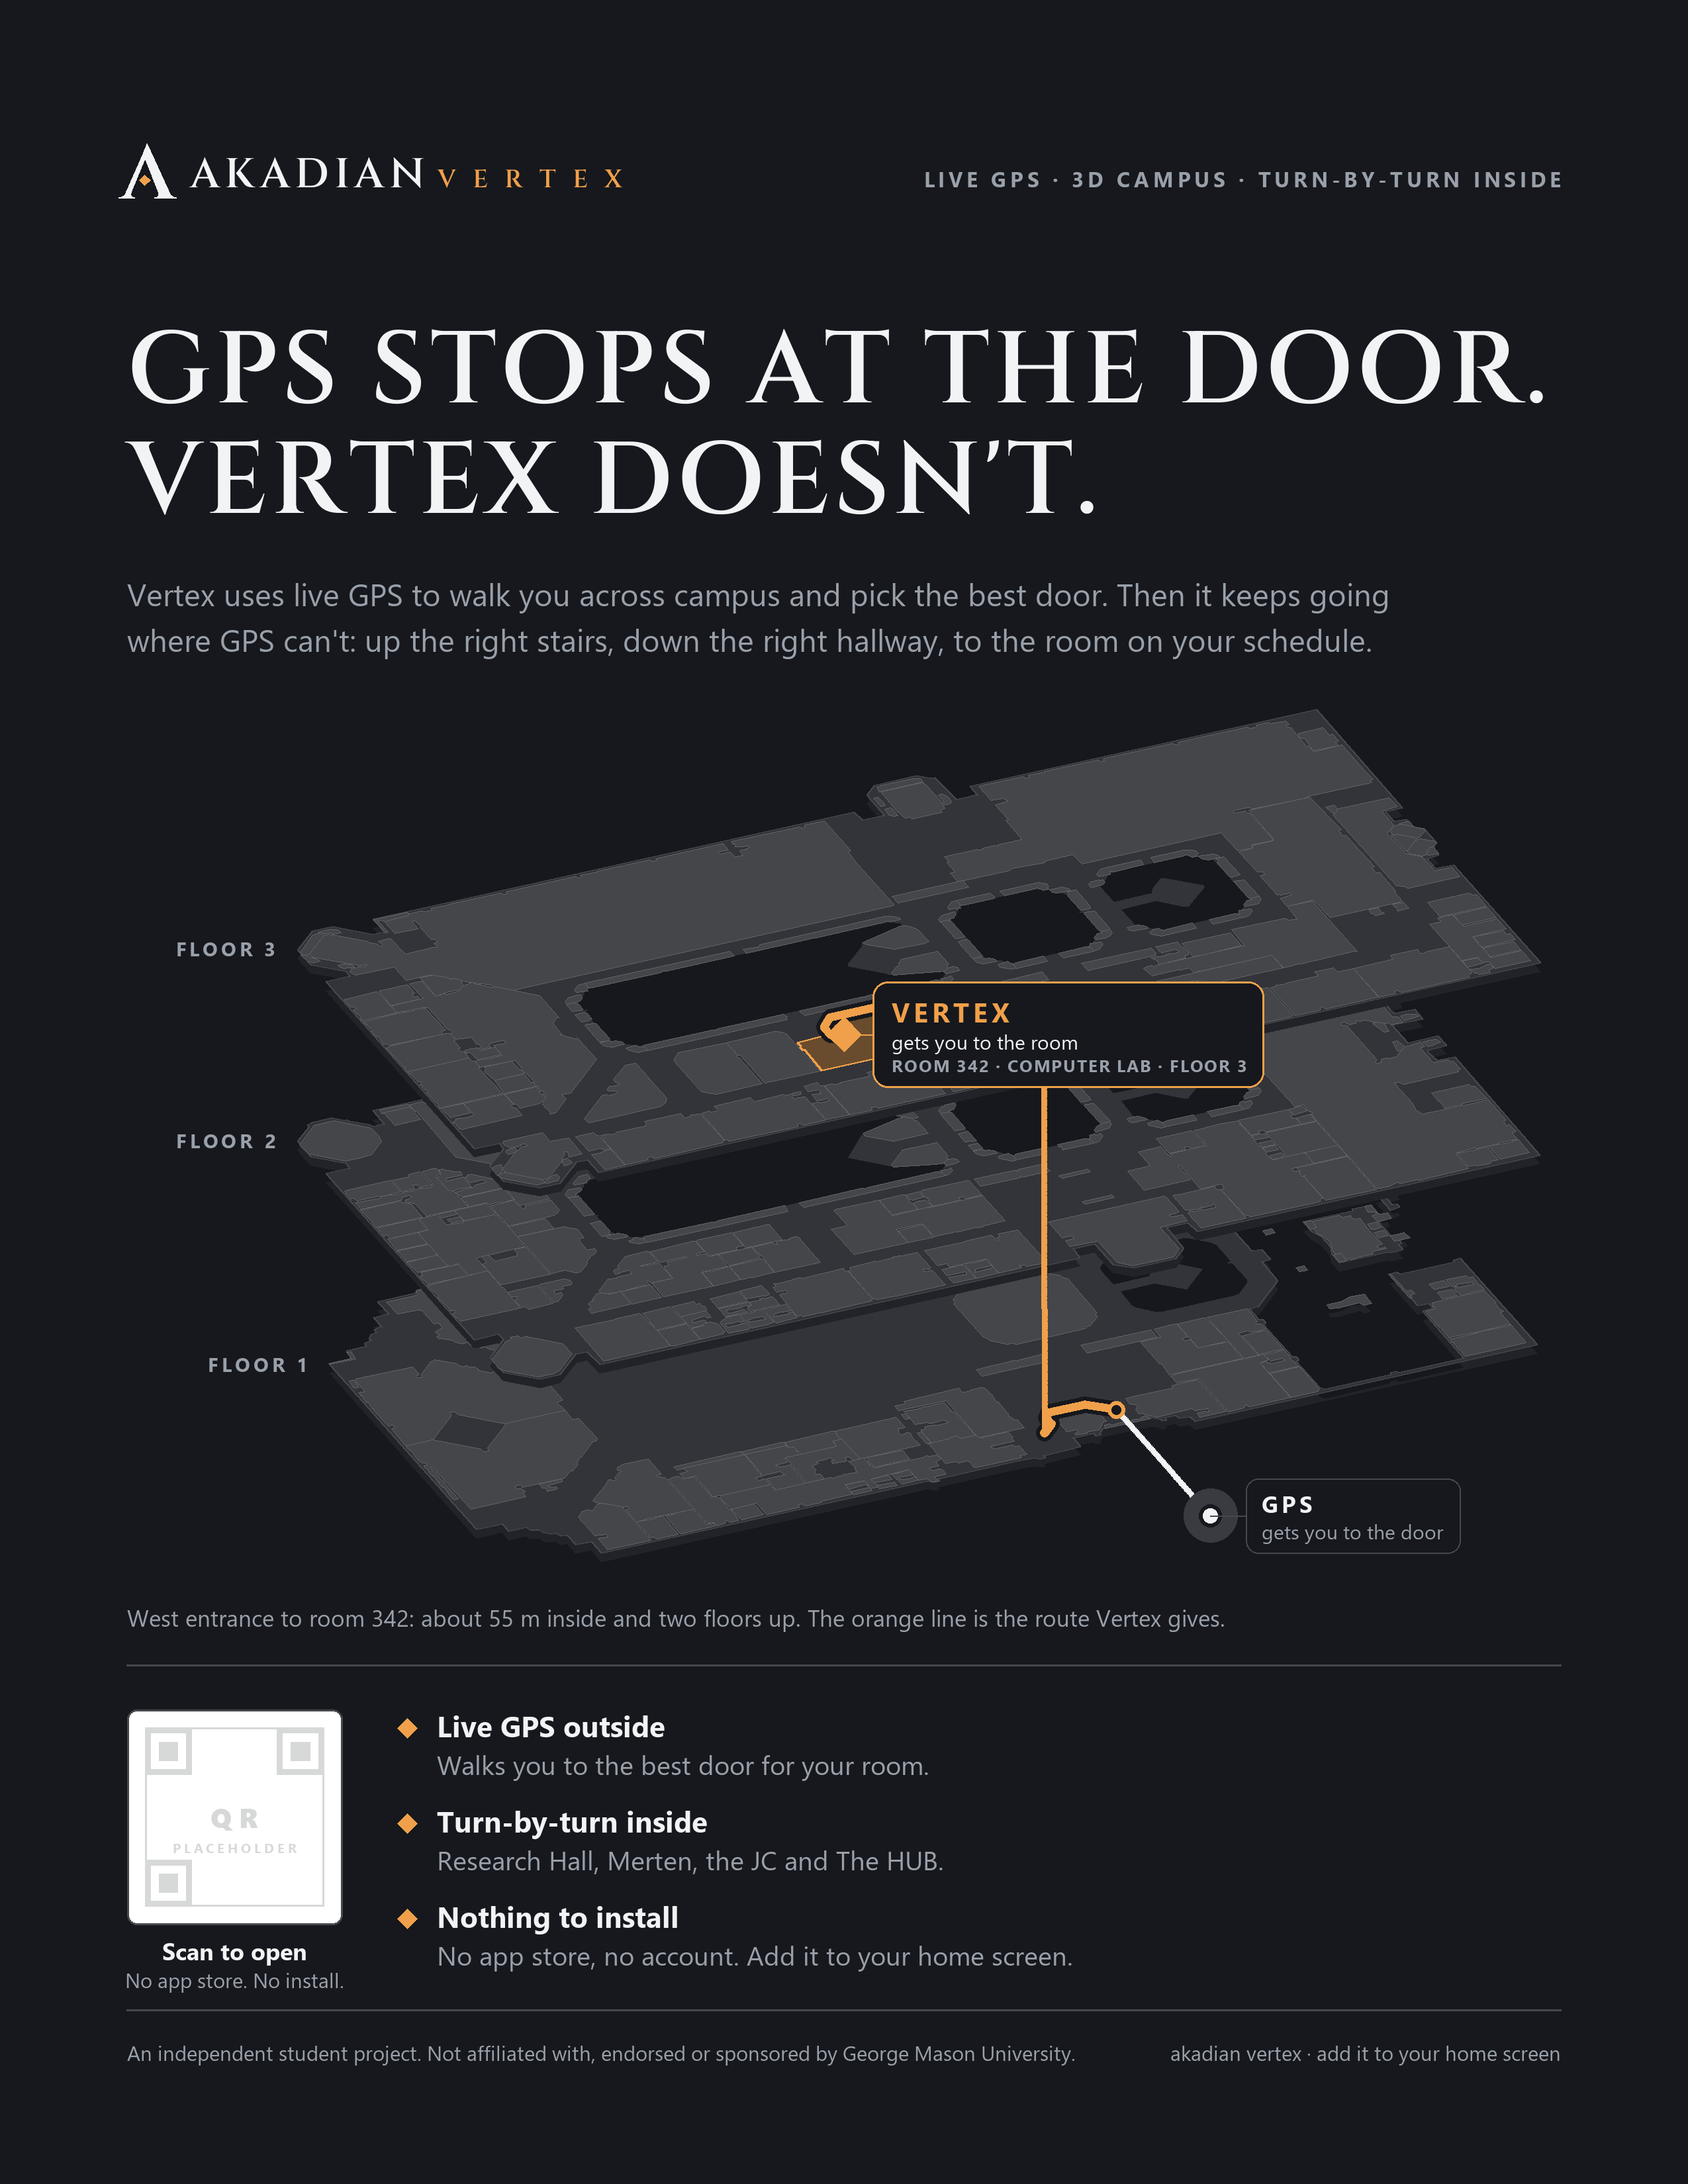 AKADIAN VERTEX
LIVE GPS · 3D CAMPUS · TURN-BY-TURN INSIDE
GPS STOPS AT THE DOOR.
VERTEX DOESN'T.
Vertex uses live GPS to walk you across campus and pick the best door. Then it keeps going
where GPS can't: up the right stairs, down the right hallway, to the room on your schedule.
FLOOR 3
VERTEX
gets you to the room
ROOM 342 · COMPUTER LAB · FLOOR 3
FLOOR 2
FLOOR 1
GPS
gets you to the door
West entrance to room 342: about 55 m inside and two floors up. The orange line is the route Vertex gives.
QR
PLACEHOLDER
Scan to open
No app store. No install.
Live GPS outside
Walks you to the best door for your room.
Turn-by-turn inside
Research Hall, Merten, the JC and The HUB.
Nothing to install
No app store, no account. Add it to your home screen.
An independent student project. Not affiliated with, endorsed or sponsored by George Mason University.
akadian vertex · add it to your home screen